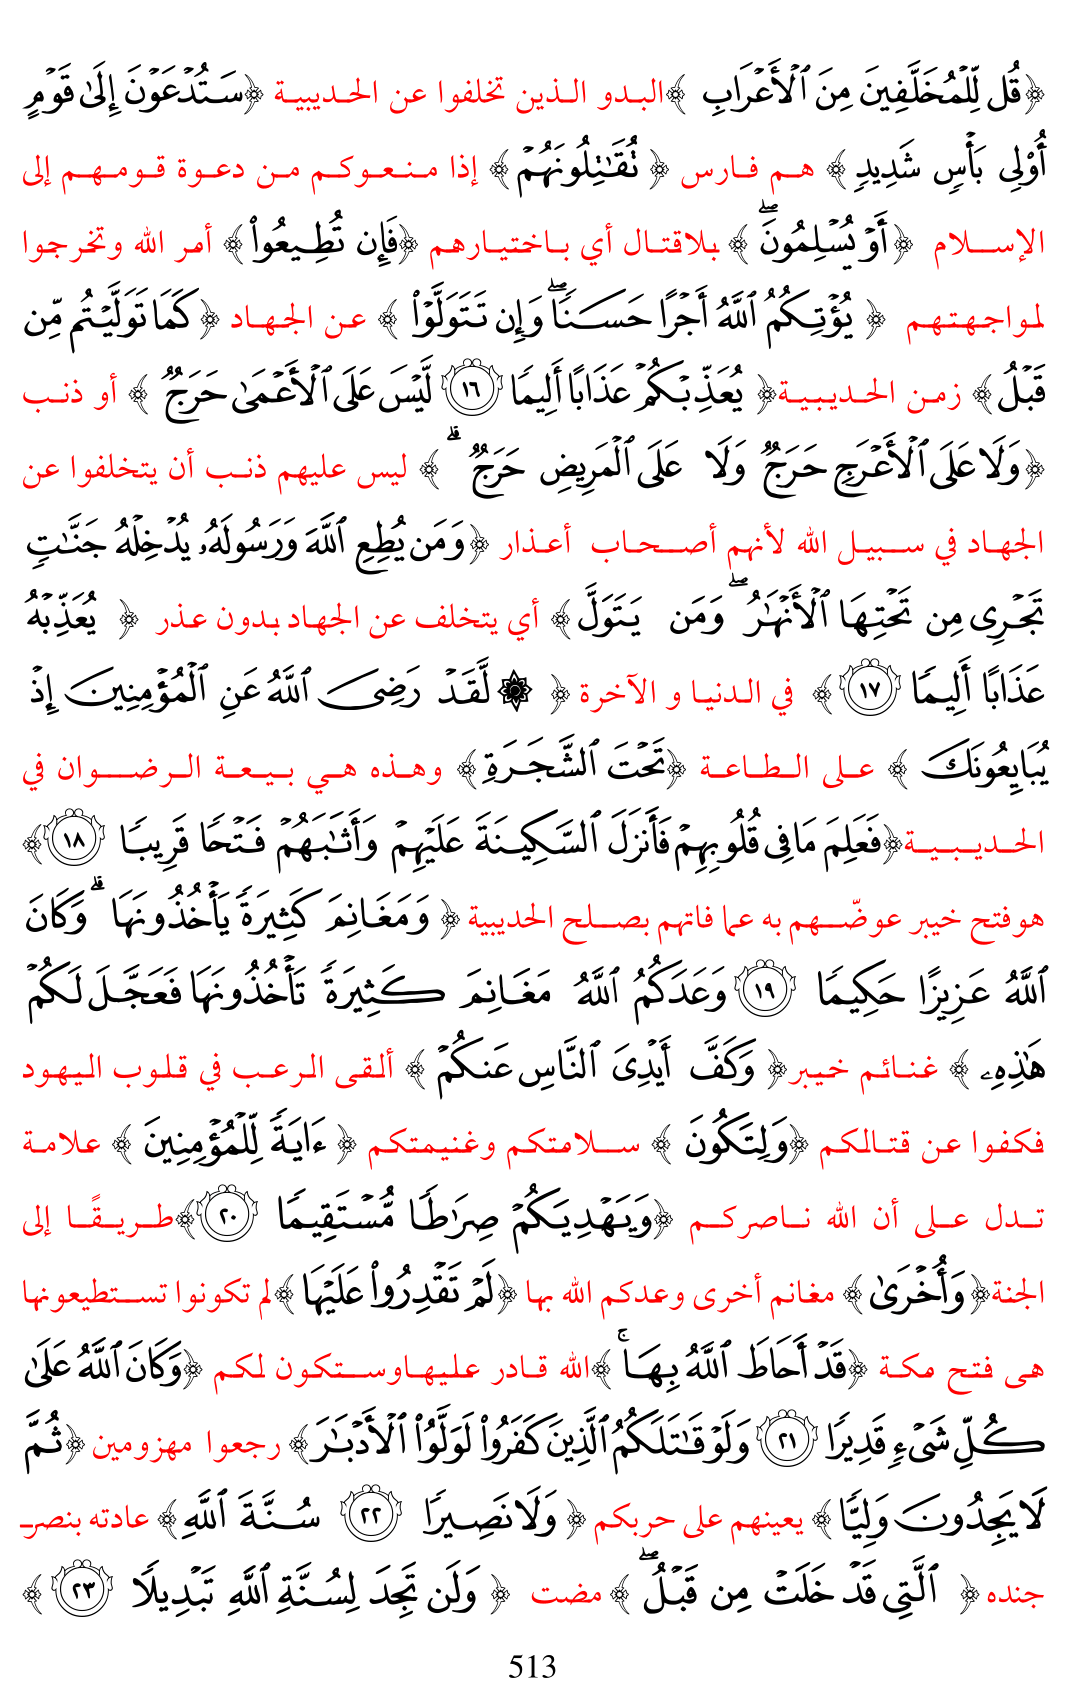 ﴿قُل لِّلْمُخَلَّفِينَ مِنَ ٱلْأَعْرَابِ ﴾البدو الذين تخلفوا عن الحديبية ﴿سَتُدْعَوْنَ إِلَىٰ قَوْمٍ
أُو۟لِى بَأْسٍ شَدِيدٍ﴾ هم فارس ﴿ تُقَـٰتِلُونَهُمْ ﴾ إذا منعوكم من دعوة قومهم إلى
الإسلام ﴿أَوْ يُسْلِمُونَ ۖ ﴾ بلاقتال أي باختيارهم ﴿فَإِن تُطِيعُوا۟﴾ أمر الله وتخرجوا
لمواجهتهم ﴿ يُؤْتِكُمُ ٱللَّهُ أَجْرًا حَسَنًا ۖ وَإِن تَتَوَلَّوْا۟ ﴾ عن الجهاد ﴿كَمَا تَوَلَّيْتُم مِّن
قَبْلُ﴾ زمن الحديبية﴿ يُعَذِّبْكُمْ عَذَابًا أَلِيمًا ١٦ لَّيْسَ عَلَى ٱلْأَعْمَىٰ حَرَجٌ ﴾ أو ذنب
﴿وَلَا عَلَى ٱلْأَعْرَجِ حَرَجٌ وَلَا عَلَى ٱلْمَرِيضِ حَرَجٌ ۗ ﴾ ليس عليهم ذنب أن يتخلفوا عن
الجهاد في سبيل الله لأنهم أصحاب أعذار ﴿وَمَن يُطِعِ ٱللَّهَ وَرَسُولَهُۥ يُدْخِلْهُ جَنَّـٰتٍ
تَجْرِى مِن تَحْتِهَا ٱلْأَنْهَـٰرُ ۖ وَمَن يَتَوَلَّ﴾ أي يتخلف عن الجهاد بدون عذر ﴿ يُعَذِّبْهُ
عَذَابًا أَلِيمًا ١٧ ﴾ في الدنيا و الآخرة ﴿ ۞ لَّقَدْ رَضِىَ ٱللَّهُ عَنِ ٱلْمُؤْمِنِينَ إِذْ
يُبَايِعُونَكَ ﴾ على الطاعة ﴿تَحْتَ ٱلشَّجَرَةِ﴾ وهذه هي بيعة الرضوان في
الحديبية﴿فَعَلِمَ مَا فِى قُلُوبِهِمْ فَأَنزَلَ ٱلسَّكِينَةَ عَلَيْهِمْ وَأَثَـٰبَهُمْ فَتْحًا قَرِيبًا ١٨﴾
هوفتح خيبر عوضّهم به عما فاتهم بصلح الحديبية ﴿ وَمَغَانِمَ كَثِيرَةً يَأْخُذُونَهَا ۗ وَكَانَ
ٱللَّهُ عَزِيزًا حَكِيمًا ١٩ وَعَدَكُمُ ٱللَّهُ مَغَانِمَ كَثِيرَةً تَأْخُذُونَهَا فَعَجَّلَ لَكُمْ
هَـٰذِهِۦ ﴾ غنائم خيبر﴿ وَكَفَّ أَيْدِىَ ٱلنَّاسِ عَنكُمْ ﴾ ألقى الرعب في قلوب اليهود
فكفوا عن قتالكم ﴿وَلِتَكُونَ ﴾ سلامتكم وغنيمتكم ﴿ ءَايَةً لِّلْمُؤْمِنِينَ ﴾ علامة
تدل على أن الله ناصركم ﴿وَيَهْدِيَكُمْ صِرَٰطًا مُّسْتَقِيمًا ٢٠ ﴾طريقًا إلى
الجنة﴿وَأُخْرَىٰ ﴾ مغانم أخرى وعدكم الله بها ﴿لَمْ تَقْدِرُوا۟ عَلَيْهَا ﴾لم تكونوا تستطيعونها
هى فتح مكة ﴿قَدْ أَحَاطَ ٱللَّهُ بِهَا ۚ ﴾الله قادر عليهاوستكون لكم ﴿وَكَانَ ٱللَّهُ عَلَىٰ
كُلِّ شَىْءٍ قَدِيرًا ٢١ وَلَوْ قَـٰتَلَكُمُ ٱلَّذِينَ كَفَرُوا۟ لَوَلَّوُا۟ ٱلْأَدْبَـٰرَ﴾ رجعوا مهزومين ﴿ثُمَّ
لَا يَجِدُونَ وَلِيًّا﴾ يعينهم على حربكم ﴿ وَلَا نَصِيرًا ٢٢ سُنَّةَ ٱللَّهِ﴾ عادته بنصر
جنده ﴿ ٱلَّتِى قَدْ خَلَتْ مِن قَبْلُ ۖ ﴾ مضت ﴿ وَلَن تَجِدَ لِسُنَّةِ ٱللَّهِ تَبْدِيلًا ٢٣ ﴾
513